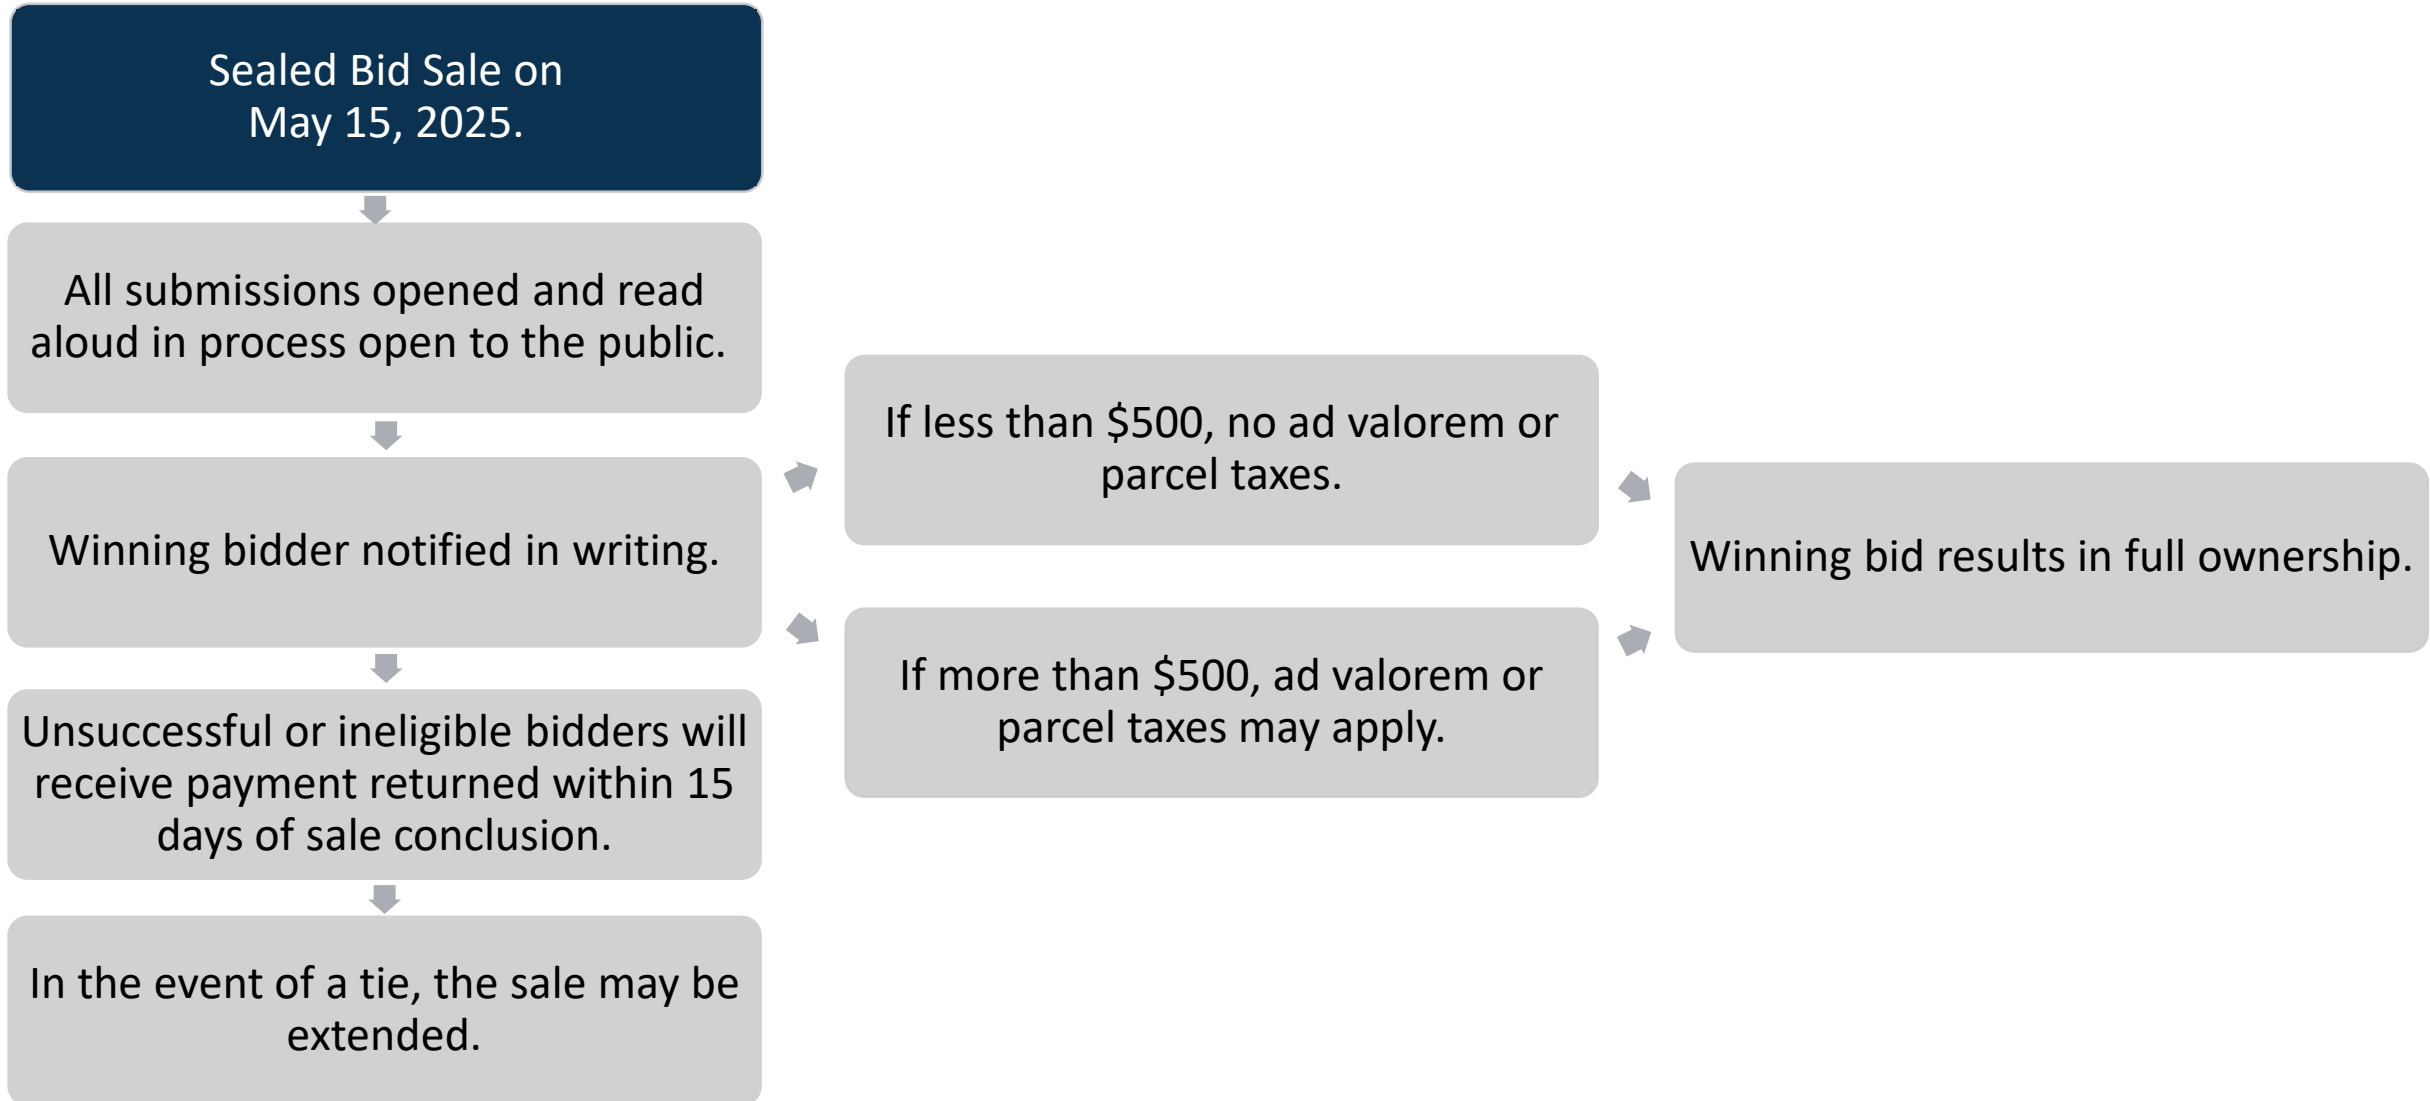 Sealed Bid Sale on
May 15, 2025.
All submissions opened and read
aloud in process open to the public.
Winning bidder notified in writing.
Unsuccessful or ineligible bidders will
receive payment returned within 15
days of sale conclusion.
In the event of a tie, the sale may be
extended.
If less than $500, no ad valorem or
parcel taxes.
If more than $500, ad valorem or
parcel taxes may apply.
Winning bid results in full ownership.